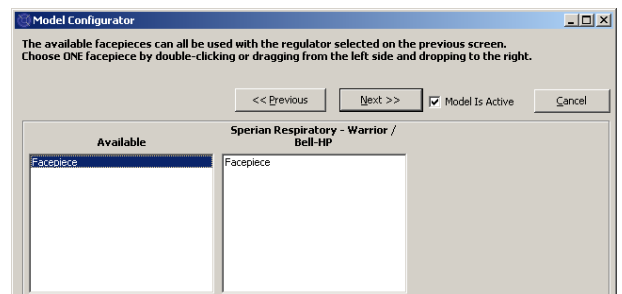 Model Configurator
The available facepieces can all be used with the regulator selected on the previous screen.
Choose ONE facepiece by double-clicking or dragging from the left side and dropping to the right.
<< Previous
Next >>
Model Is Active
Cancel
Available
Sperian Respiratory - Warrior /
Bell-HP
Facepiece
Facepiece